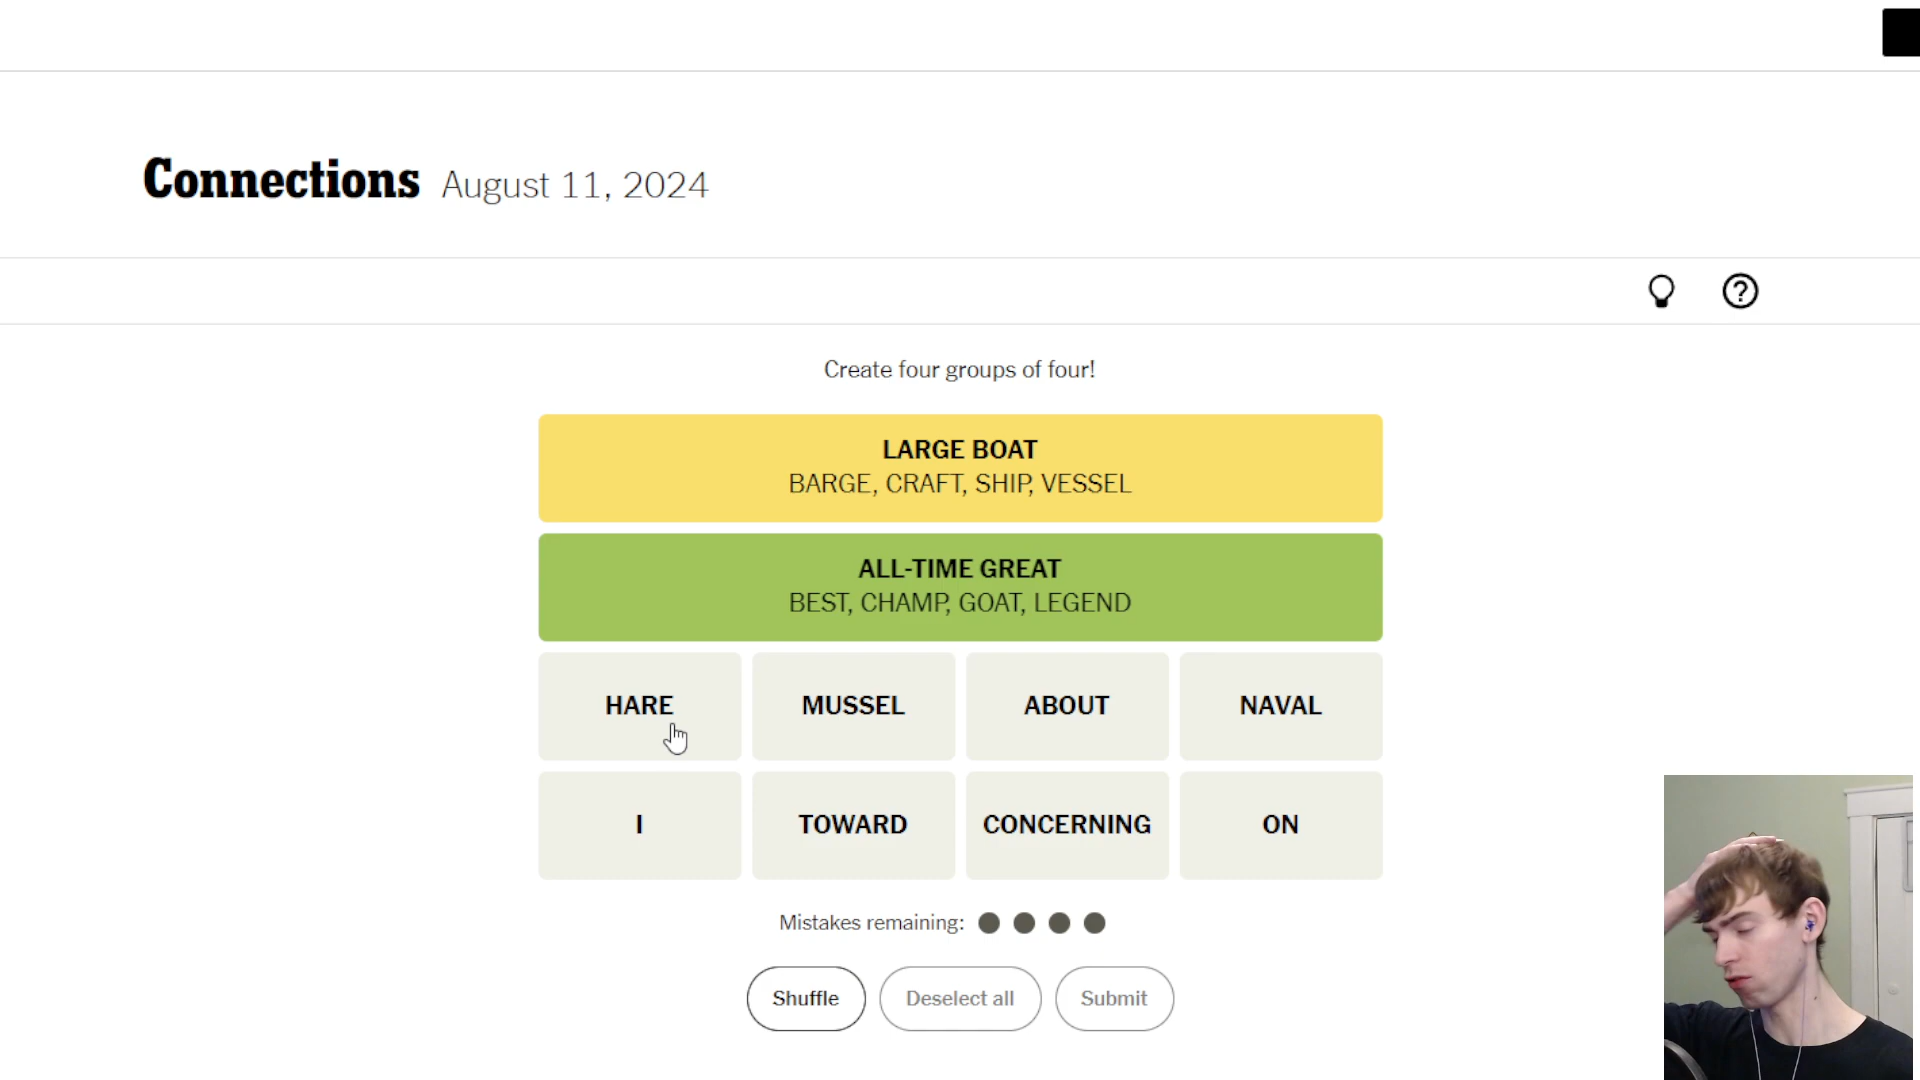 Connections August 11, 2024
Create four groups of four!
LARGE BOAT
BARGE, CRAFT, SHIP, VESSEL
ALL-TIME GREAT
BEST, CHAMP, GOAT, LEGEND
HARE MUSSEL ABOUT NAVAL
I TOWARD CONCERNING ON
Mistakes remaining:
Shuffle Deselect all Submit